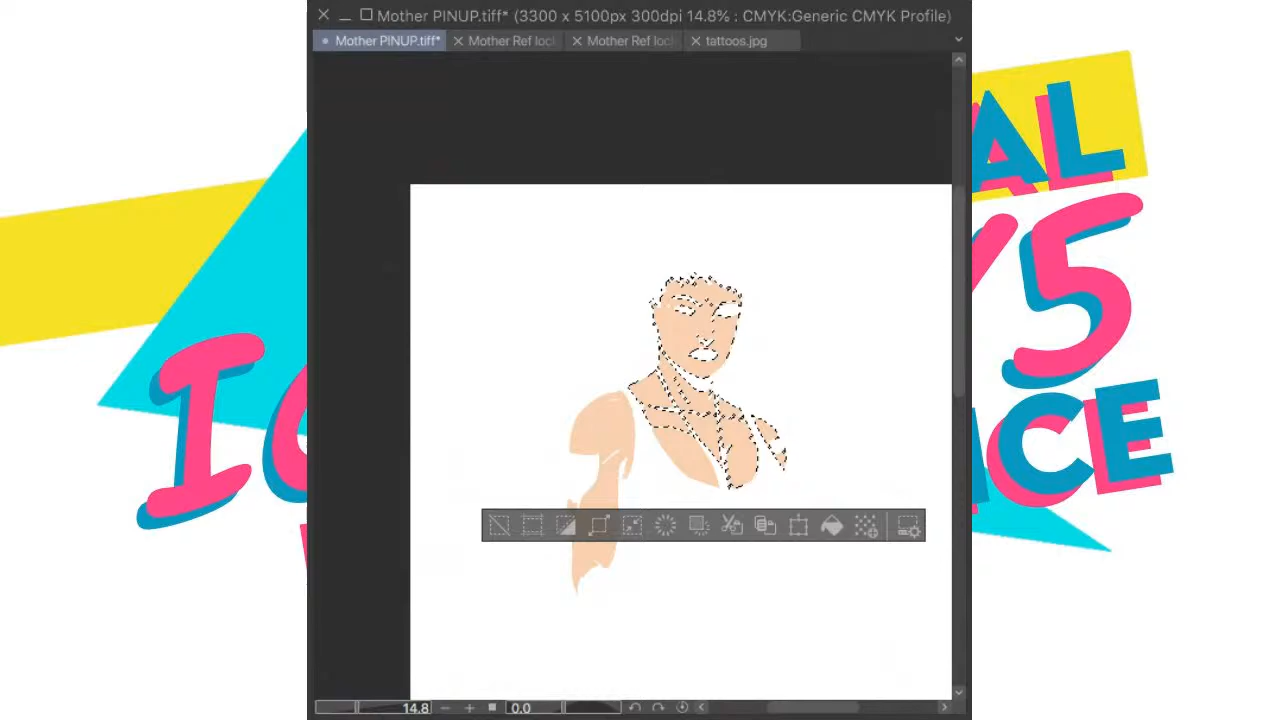 Mother PINUP.tiff* (3300 x 5100px 300dpi 14.8% : CMYK:Generic CMYK Profile)
Mother PINUP.tiff* Mother Ref loc Mother Ref loc tattoos.jpg
AL
5
CE
14.8 0.0